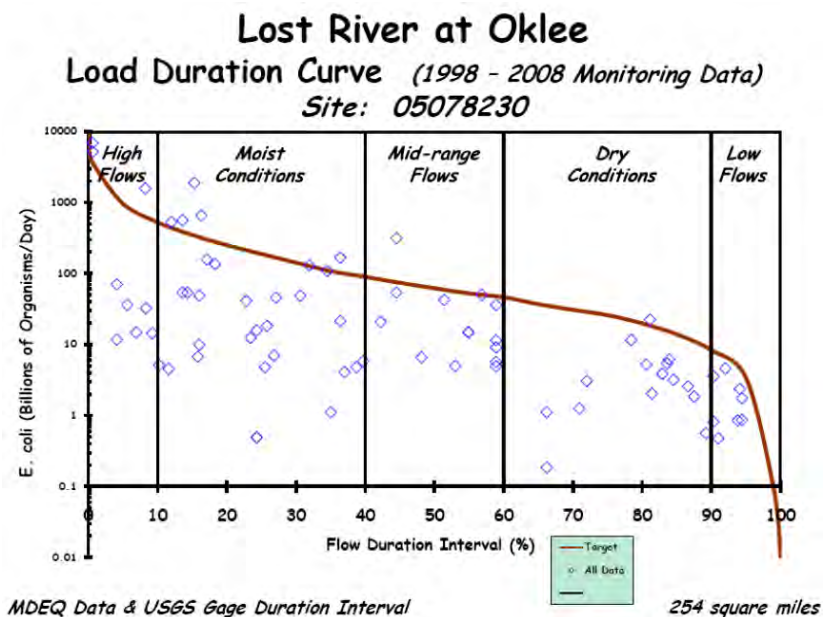 Lost River at Oklee
Load Duration Curve (1998 - 2008 Monitoring Data)
Site: 05078230
10000
1000
100
10
1
0.1
0.01
E. coli (Billions of Organisms/Day)
High
Flows
Moist
Conditions
Mid-range
Flows
Dry
Conditions
Low
Flows
0 10 20 30 40 50 60 70 80 90 100
Flow Duration Interval (%)
Target
All Data
MDEQ Data & USGS Gage Duration Interval
254 square miles